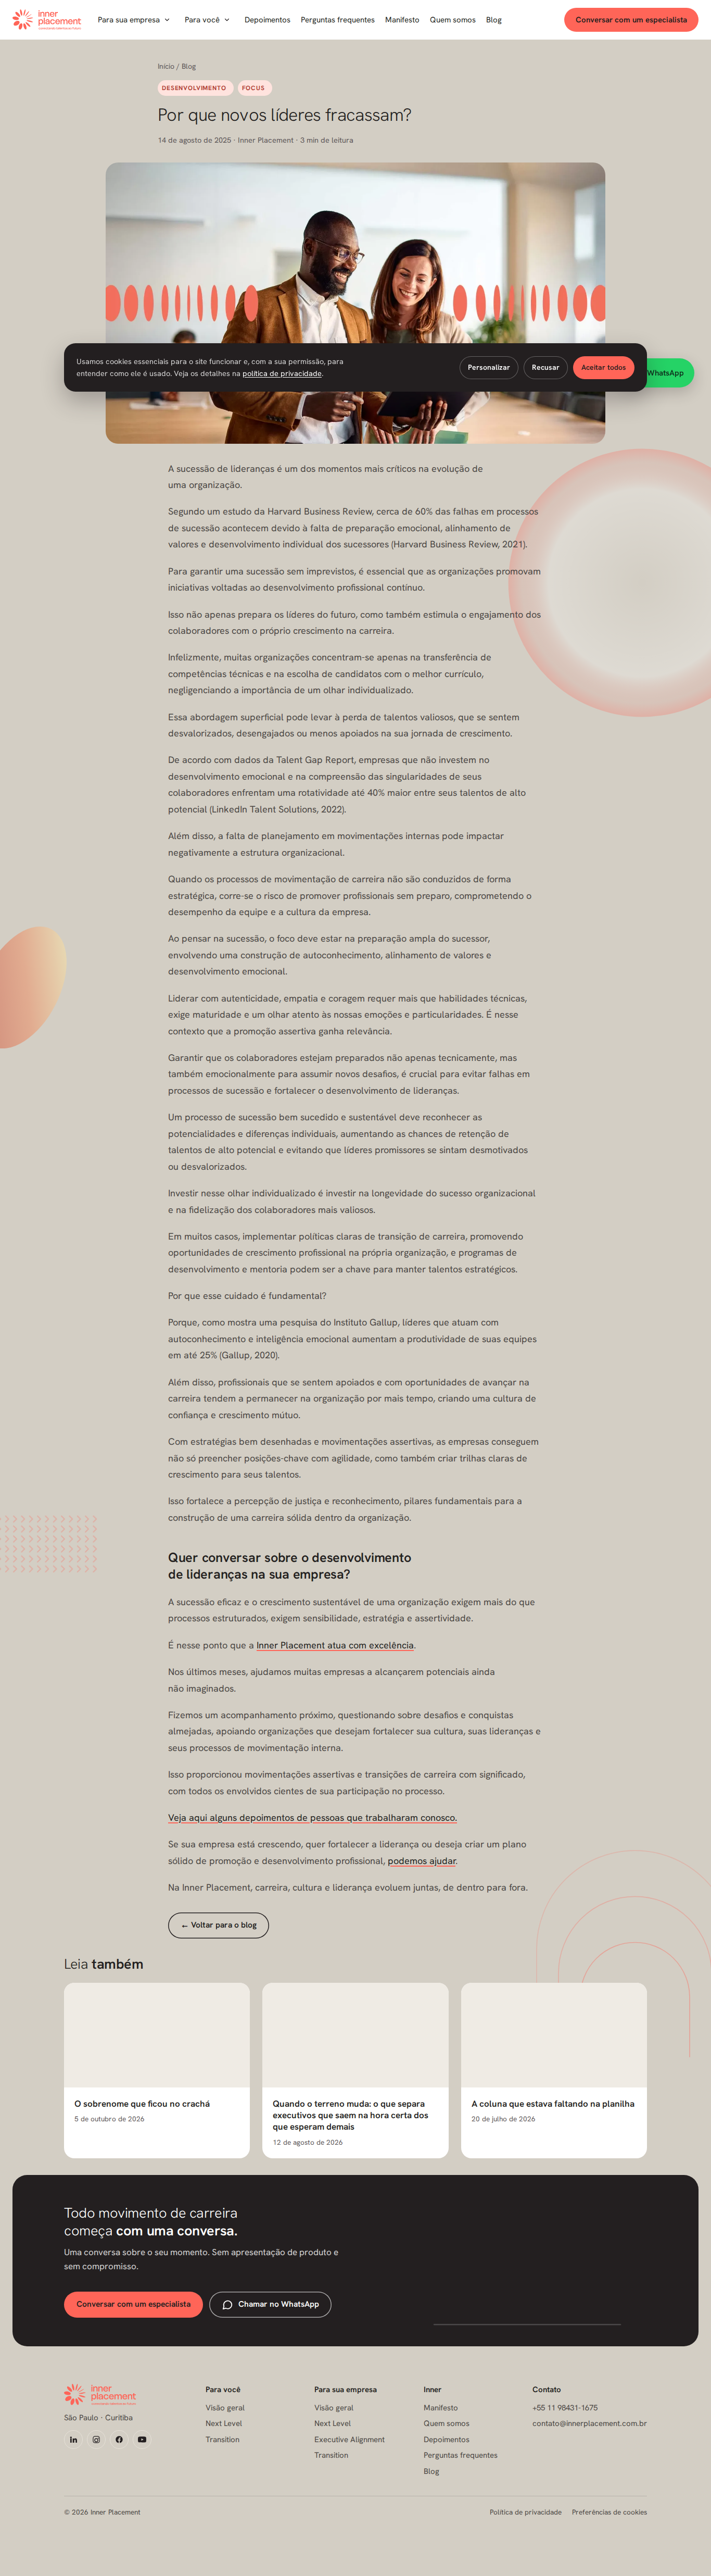 inner
placement
Para sua empresa
Para você
Depoimentos
Perguntas frequentes
Manifesto
Quem somos
Blog
Conversar com um especialista
Início / Blog
DESENVOLVIMENTO
FOCUS
Por que novos líderes fracassam?
14 de agosto de 2025 · Inner Placement · 3 min de leitura
Usamos cookies essenciais para o site funcionar e, com a sua permissão, para
entender como ele é usado. Veja os detalhes na política de privacidade.
Personalizar
Recusar
Aceitar todos
WhatsApp
A sucessão de lideranças é um dos momentos mais críticos na evolução de
uma organização.
Segundo um estudo da Harvard Business Review, cerca de 60% das falhas em processos
de sucessão acontecem devido à falta de preparação emocional, alinhamento de
valores e desenvolvimento individual dos sucessores (Harvard Business Review, 2021).
Para garantir uma sucessão sem imprevistos, é essencial que as organizações promovam
iniciativas voltadas ao desenvolvimento profissional contínuo.
Isso não apenas prepara os líderes do futuro, como também estimula o engajamento dos
colaboradores com o próprio crescimento na carreira.
Infelizmente, muitas organizações concentram-se apenas na transferência de
competências técnicas e na escolha de candidatos com o melhor currículo,
negligenciando a importância de um olhar individualizado.
Essa abordagem superficial pode levar à perda de talentos valiosos, que se sentem
desvalorizados, desengajados ou menos apoiados na sua jornada de crescimento.
De acordo com dados da Talent Gap Report, empresas que não investem no
desenvolvimento emocional e na compreensão das singularidades de seus
colaboradores enfrentam uma rotatividade até 40% maior entre seus talentos de alto
potencial (LinkedIn Talent Solutions, 2022).
Além disso, a falta de planejamento em movimentações internas pode impactar
negativamente a estrutura organizacional.
Quando os processos de movimentação de carreira não são conduzidos de forma
estratégica, corre-se o risco de promover profissionais sem preparo, comprometendo o
desempenho da equipe e a cultura da empresa.
Ao pensar na sucessão, o foco deve estar na preparação ampla do sucessor,
envolvendo uma construção de autoconhecimento, alinhamento de valores e
desenvolvimento emocional.
Liderar com autenticidade, empatia e coragem requer mais que habilidades técnicas,
exige maturidade e um olhar atento às nossas emoções e particularidades. É nesse
contexto que a promoção assertiva ganha relevância.
Garantir que os colaboradores estejam preparados não apenas tecnicamente, mas
também emocionalmente para assumir novos desafios, é crucial para evitar falhas em
processos de sucessão e fortalecer o desenvolvimento de lideranças.
Um processo de sucessão bem sucedido e sustentável deve reconhecer as
potencialidades e diferenças individuais, aumentando as chances de retenção de
talentos de alto potencial e evitando que líderes promissores se sintam desmotivados
ou desvalorizados.
Investir nesse olhar individualizado é investir na longevidade do sucesso organizacional
e na fidelização dos colaboradores mais valiosos.
Em muitos casos, implementar políticas claras de transição de carreira, promovendo
oportunidades de crescimento profissional na própria organização, e programas de
desenvolvimento e mentoria podem ser a chave para manter talentos estratégicos.
Por que esse cuidado é fundamental?
Porque, como mostra uma pesquisa do Instituto Gallup, líderes que atuam com
autoconhecimento e inteligência emocional aumentam a produtividade de suas equipes
em até 25% (Gallup, 2020).
Além disso, profissionais que se sentem apoiados e com oportunidades de avançar na
carreira tendem a permanecer na organização por mais tempo, criando uma cultura de
confiança e crescimento mútuo.
Com estratégias bem desenhadas e movimentações assertivas, as empresas conseguem
não só preencher posições-chave com agilidade, como também criar trilhas claras de
crescimento para seus talentos.
Isso fortalece a percepção de justiça e reconhecimento, pilares fundamentais para a
construção de uma carreira sólida dentro da organização.
Quer conversar sobre o desenvolvimento
de lideranças na sua empresa?
A sucessão eficaz e o crescimento sustentável de uma organização exigem mais do que
processos estruturados, exigem sensibilidade, estratégia e assertividade.
É nesse ponto que a Inner Placement atua com excelência.
Nos últimos meses, ajudamos muitas empresas a alcançarem potenciais ainda
não imaginados.
Fizemos um acompanhamento próximo, questionando sobre desafios e conquistas
almejadas, apoiando organizações que desejam fortalecer sua cultura, suas lideranças e
seus processos de movimentação interna.
Isso proporcionou movimentações assertivas e transições de carreira com significado,
com todos os envolvidos cientes de sua participação no processo.
Veja aqui alguns depoimentos de pessoas que trabalharam conosco.
Se sua empresa está crescendo, quer fortalecer a liderança ou deseja criar um plano
sólido de promoção e desenvolvimento profissional, podemos ajudar.
Na Inner Placement, carreira, cultura e liderança evoluem juntas, de dentro para fora.
← Voltar para o blog
Leia também
O sobrenome que ficou no crachá
5 de outubro de 2026
Quando o terreno muda: o que separa
executivos que saem na hora certa dos
que esperam demais
12 de agosto de 2026
A coluna que estava faltando na planilha
20 de julho de 2026
Todo movimento de carreira
começa com uma conversa.
Uma conversa sobre o seu momento. Sem apresentação de produto e
sem compromisso.
Conversar com um especialista
Chamar no WhatsApp
inner
placement
São Paulo · Curitiba
Para você
Visão geral
Next Level
Transition
Para sua empresa
Visão geral
Next Level
Executive Alignment
Transition
Inner
Manifesto
Quem somos
Depoimentos
Perguntas frequentes
Blog
Contato
+55 11 98431-1675
contato@innerplacement.com.br
© 2026 Inner Placement
Política de privacidade
Preferências de cookies